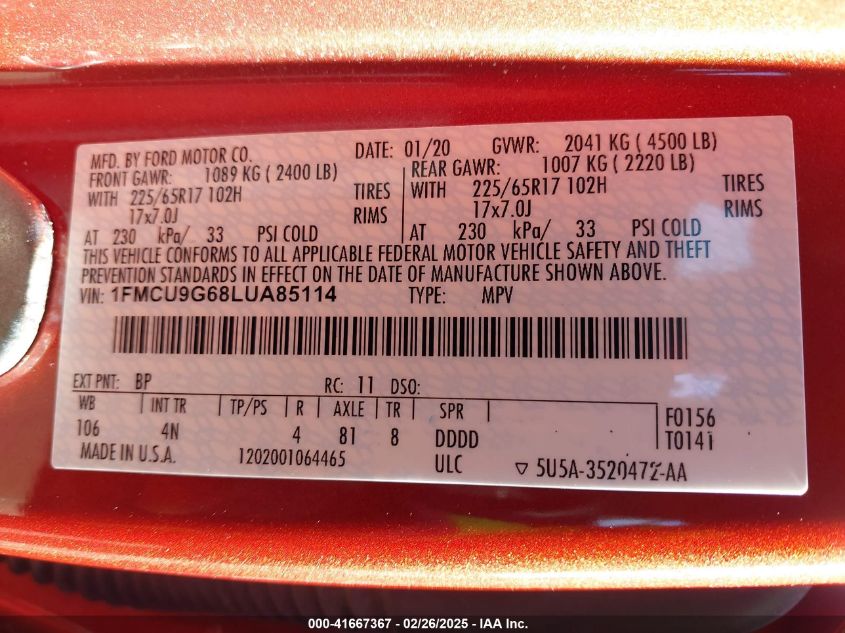 MFD. BY FORD MOTOR CO. DATE: 01/20 GVWR: 2041 KG ( 4500 LB)
FRONT GAWR: 1089 KG ( 2400 LB) REAR GAWR: 1007 KG ( 2220 LB)
WITH 225/65R17 102H TIRES WITH 225/65R17 102H TIRES
17x7.0J RIMS 17x7.0J RIMS
AT 230 kPa/ 33 PSI COLD AT 230 kPa/ 33 PSI COLD
THIS VEHICLE CONFORMS TO ALL APPLICABLE FEDERAL MOTOR VEHICLE SAFETY AND THEFT
PREVENTION STANDARDS IN EFFECT ON THE DATE OF MANUFACTURE SHOWN ABOVE.
VIN: 1FMCU9G68LUA85114 TYPE: MPV
EXT PNT: BP RC: 11 DSO:
WB INT TR TP/PS R AXLE TR SPR F0156
106 4N 4 81 8 DDDD T0141
MADE IN U.S.A. 1202001064465 ULC ▽ 5U5A-3520472-AA
000-41667367 - 02/26/2025 - IAA Inc.